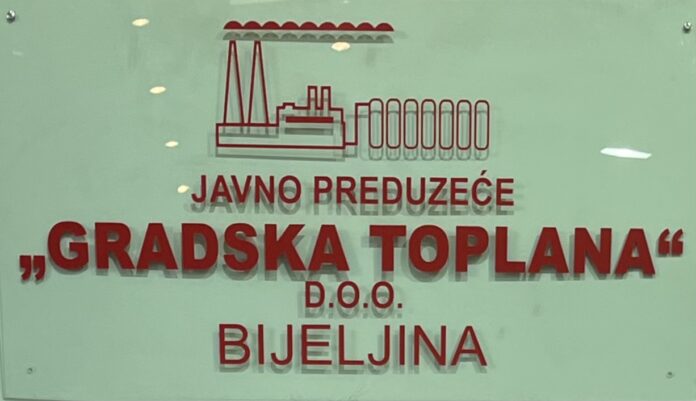 JAVNO PREDUZEĆE
„GRADSKA TOPLANA“
D.O.O.
BIJELJINA